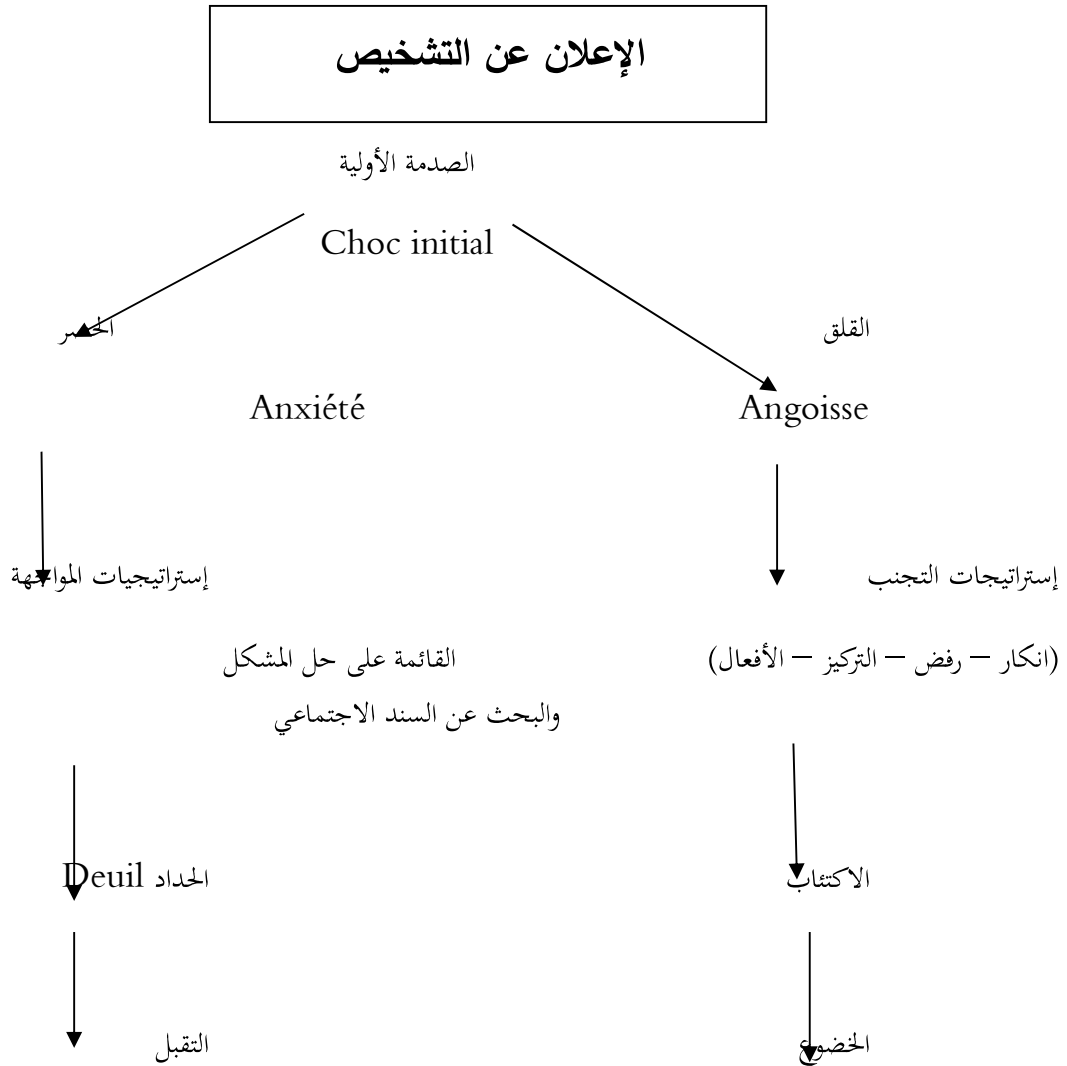 الإعلان عن التشخيص
الصدمة الأولية
Choc initial
القلق
الحصر
Angoisse
Anxiété
إستراتيجات التجنب
إستراتيجيات المواجهة
(انكار – رفض – التركيز – الأفعال)
القائمة على حل المشكل
والبحث عن السند الاجتماعي
الاكتئاب
الحداد Deuil
الخضوع
التقبل